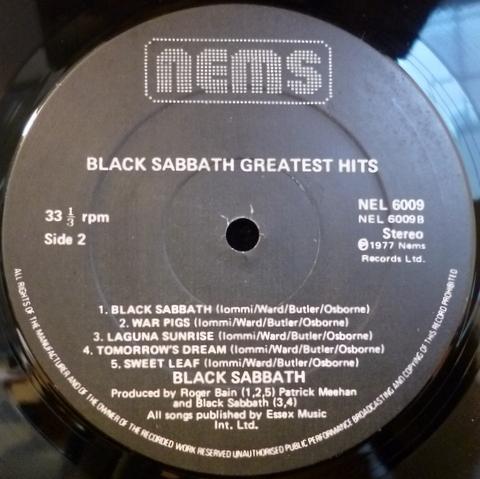 nems
BLACK SABBATH GREATEST HITS
33 1/3 rpm
Side 2
NEL 6009
NEL 6009B
Stereo
Ⓟ1977 Nems
Records Ltd.
1. BLACK SABBATH (Iommi/Ward/Butler/Osborne)
2. WAR PIGS (Iommi/Ward/Butler/Osborne)
3. LAGUNA SUNRISE (Iommi/Ward/Butler/Osborne)
4. TOMORROW'S DREAM (Iommi/Ward/Butler/Osborne)
5. SWEET LEAF (Iommi/Ward/Butler/Osborne)
BLACK SABBATH
Produced by Roger Bain (1,2,5) Patrick Meehan
and Black Sabbath (3,4)
All songs published by Essex Music
Int. Ltd.
ALL RIGHTS OF THE MANUFACTURER AND OF THE OWNER OF THE RECORDED WORK RESERVED UNAUTHORISED PUBLIC PERFORMANCE BROADCASTING AND COPYING OF THIS RECORD PROHIBITED